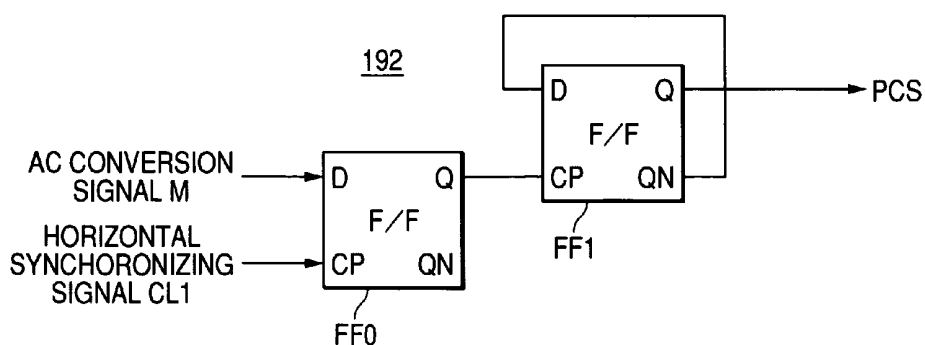 192
D Q
F/F
CP QN
PCS
FF1
AC CONVERSION
SIGNAL M
D Q
F/F
CP QN
HORIZONTAL
SYNCHORONIZING
SIGNAL CL1
FF0